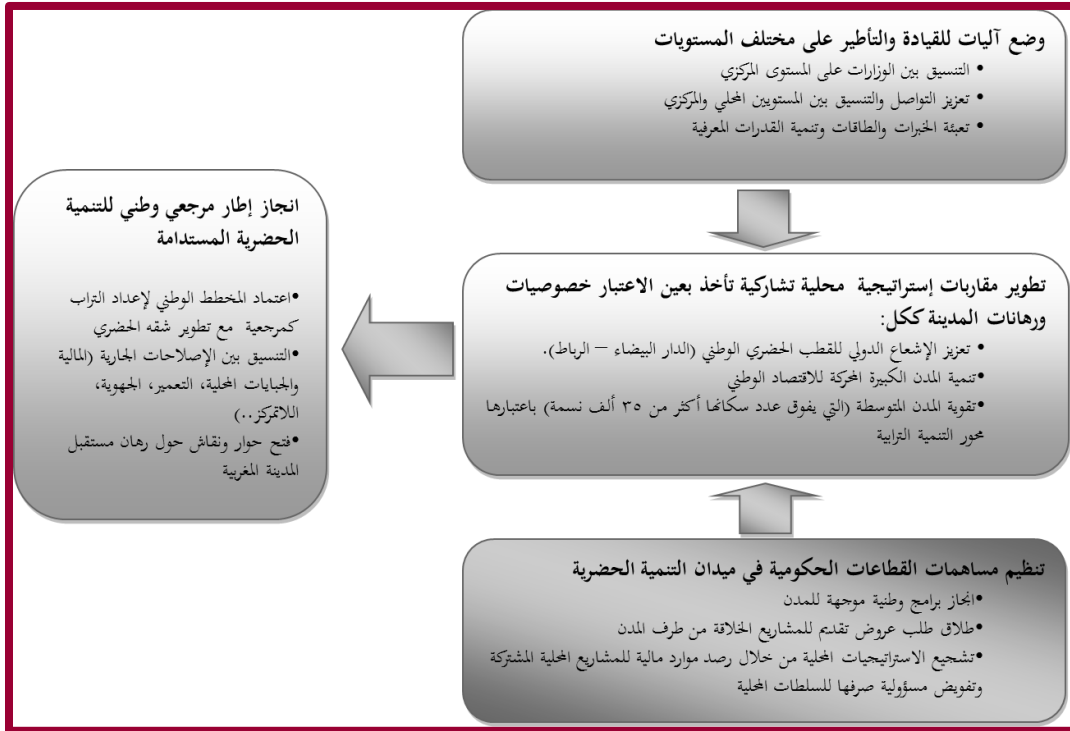 وضع آليات للقيادة والتأطير على مختلف المستويات
• التنسيق بين الوزارات على المستوى المركزي
• تعزيز التواصل والتنسيق بين المستويين المحلي والمركزي
• تعبئة الخبرات والطاقات وتنمية القدرات المعرفية
تطوير مقاربات إستراتيجية محلية تشاركية تأخذ بعين الاعتبار خصوصيات
ورهانات المدينة ككل:
• تعزيز الإشعاع الدولي للقطب الحضري الوطني (الدار البيضاء – الرباط).
•تنمية المدن الكبيرة المحركة للاقتصاد الوطني
•تقوية المدن المتوسطة (التي يفوق عدد سكانها أكثر من ٣٥ ألف نسمة) باعتبارها
محور التنمية الترابية
تنظيم مساهمات القطاعات الحكومية في ميدان التنمية الحضرية
•انجاز برامج وطنية موجهة للمدن
•طلاق طلب عروض تقديم للمشاريع الخلاقة من طرف المدن
•تشجيع الاستراتيجيات المحلية من خلال رصد موارد مالية للمشاريع المحلية المشتركة
وتفويض مسؤولية صرفها للسلطات المحلية
انجاز إطار مرجعي وطني للتنمية
الحضرية المستدامة
•اعتماد المخطط الوطني لإعداد التراب
كمرجعية مع تطوير شقه الحضري
•التنسيق بين الإصلاحات الجارية (المالية
والجبايات المحلية، التعمير، الجهوية،
اللاتمركز..)
•فتح حوار ونقاش حول رهان مستقبل
المدينة المغربية